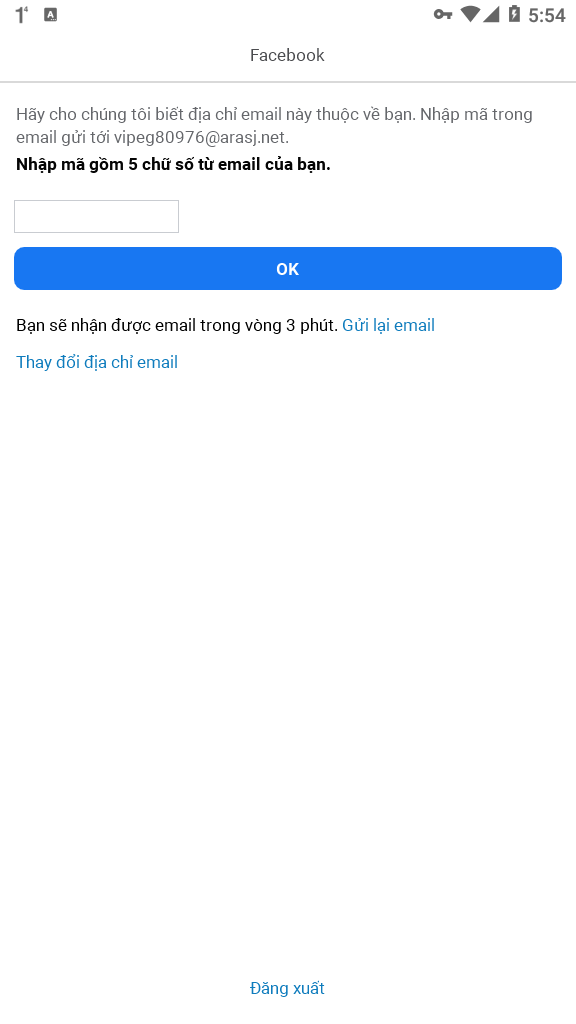 5:54
Facebook
Hãy cho chúng tôi biết địa chỉ email này thuộc về bạn. Nhập mã trong
email gửi tới vipeg80976@arasj.net.
Nhập mã gồm 5 chữ số từ email của bạn.
OK
Bạn sẽ nhận được email trong vòng 3 phút. Gửi lại email
Thay đổi địa chỉ email
Đăng xuất